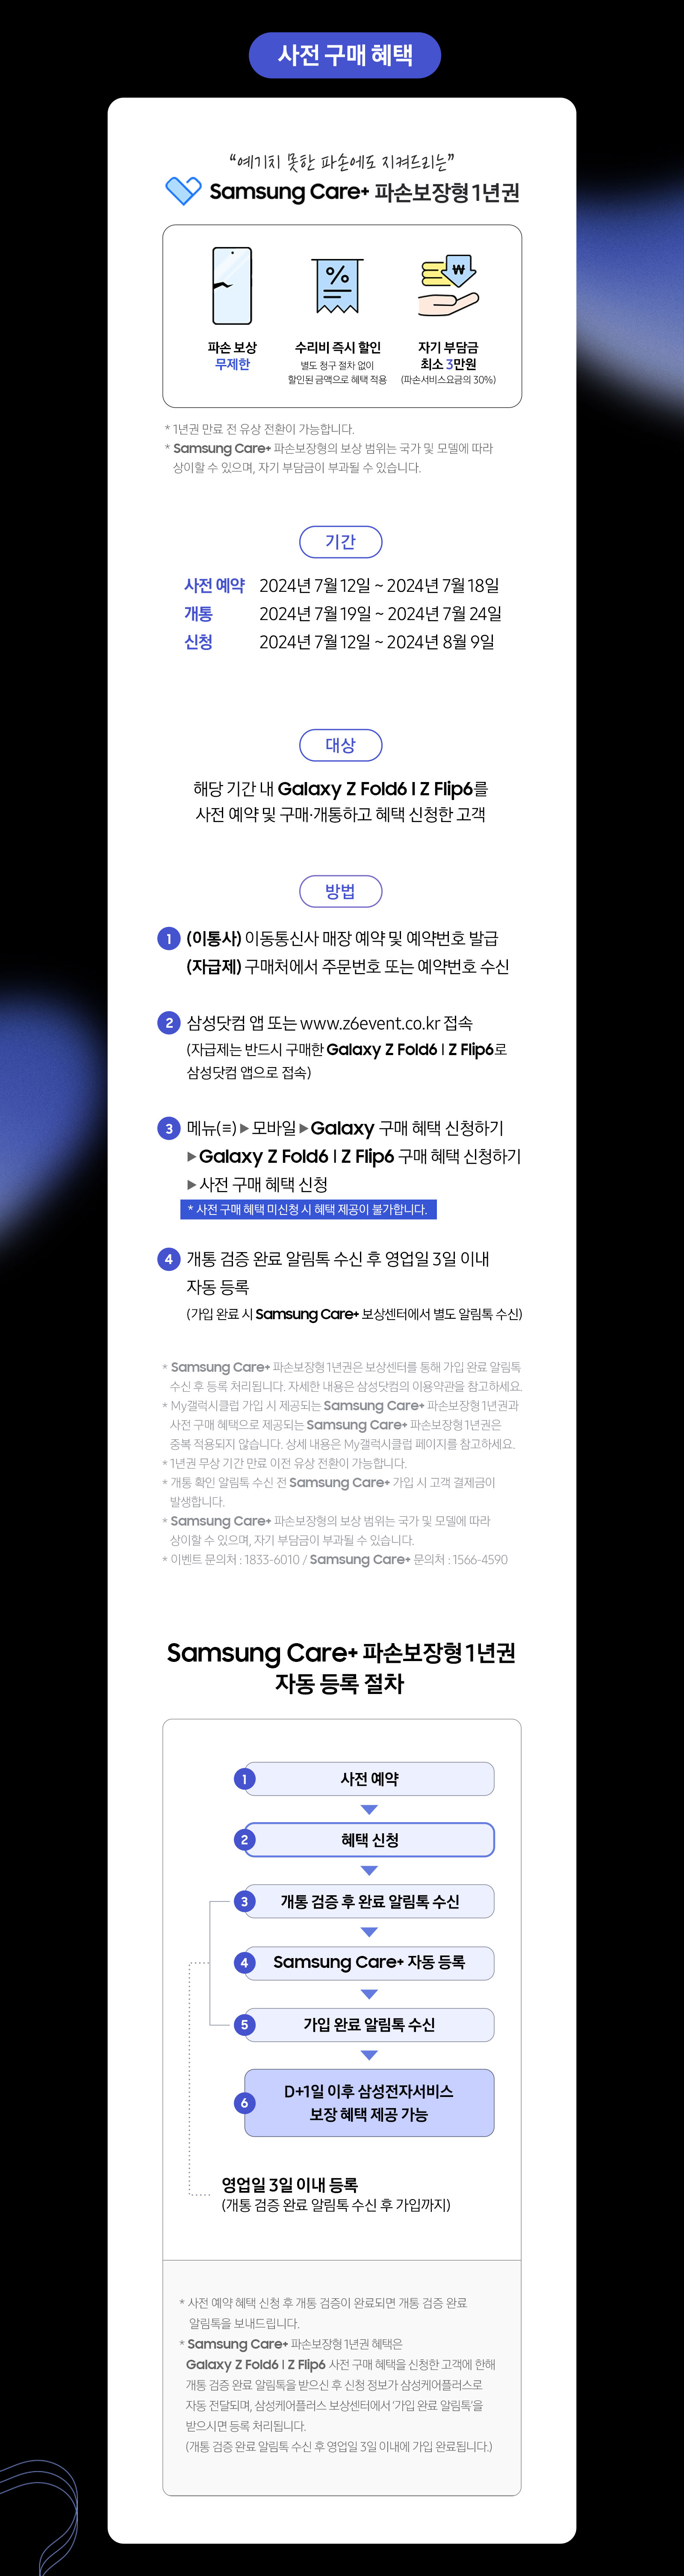 사전 구매 혜택
“예기치 못한 파손에도 지켜드리는”
Samsung Care+ 파손보장형 1년권
%
₩
파손 보상
무제한
수리비 즉시 할인
별도 청구 절차 없이
할인된 금액으로 혜택 적용
자기 부담금
최소 3만원
(파손서비스요금의 30%)
* 1년권 만료 전 유상 전환이 가능합니다.
* Samsung Care+ 파손보장형의 보상 범위는 국가 및 모델에 따라
상이할 수 있으며, 자기 부담금이 부과될 수 있습니다.
기간
사전 예약 2024년 7월 12일 ~ 2024년 7월 18일
개통 2024년 7월 19일 ~ 2024년 7월 24일
신청 2024년 7월 12일 ~ 2024년 8월 9일
대상
해당 기간 내 Galaxy Z Fold6 I Z Flip6를
사전 예약 및 구매·개통하고 혜택 신청한 고객
방법
1 (이통사) 이동통신사 매장 예약 및 예약번호 발급
(자급제) 구매처에서 주문번호 또는 예약번호 수신
2 삼성닷컴 앱 또는 www.z6event.co.kr 접속
(자급제는 반드시 구매한 Galaxy Z Fold6 I Z Flip6로
삼성닷컴 앱으로 접속)
3 메뉴(≡) ▶ 모바일 ▶ Galaxy 구매 혜택 신청하기
▶ Galaxy Z Fold6 I Z Flip6 구매 혜택 신청하기
▶ 사전 구매 혜택 신청
* 사전 구매 혜택 미신청 시 혜택 제공이 불가합니다.
4 개통 검증 완료 알림톡 수신 후 영업일 3일 이내
자동 등록
(가입 완료 시 Samsung Care+ 보상센터에서 별도 알림톡 수신)
* Samsung Care+ 파손보장형 1년권은 보상센터를 통해 가입 완료 알림톡
수신 후 등록 처리됩니다. 자세한 내용은 삼성닷컴의 이용약관을 참고하세요.
* My갤럭시클럽 가입 시 제공되는 Samsung Care+ 파손보장형 1년권과
사전 구매 혜택으로 제공되는 Samsung Care+ 파손보장형 1년권은
중복 적용되지 않습니다. 상세 내용은 My갤럭시클럽 페이지를 참고하세요.
* 1년권 무상 기간 만료 이전 유상 전환이 가능합니다.
* 개통 확인 알림톡 수신 전 Samsung Care+ 가입 시 고객 결제금이
발생합니다.
* Samsung Care+ 파손보장형의 보상 범위는 국가 및 모델에 따라
상이할 수 있으며, 자기 부담금이 부과될 수 있습니다.
* 이벤트 문의처 : 1833-6010 / Samsung Care+ 문의처 : 1566-4590
Samsung Care+ 파손보장형 1년권
자동 등록 절차
1 사전 예약
2 혜택 신청
3 개통 검증 후 완료 알림톡 수신
4 Samsung Care+ 자동 등록
5 가입 완료 알림톡 수신
6 D+1일 이후 삼성전자서비스
보장 혜택 제공 가능
영업일 3일 이내 등록
(개통 검증 완료 알림톡 수신 후 가입까지)
* 사전 예약 혜택 신청 후 개통 검증이 완료되면 개통 검증 완료
알림톡을 보내드립니다.
* Samsung Care+ 파손보장형 1년권 혜택은
Galaxy Z Fold6 I Z Flip6 사전 구매 혜택을 신청한 고객에 한해
개통 검증 완료 알림톡을 받으신 후 신청 정보가 삼성케어플러스로
자동 전달되며, 삼성케어플러스 보상센터에서 ‘가입 완료 알림톡’을
받으시면 등록 처리됩니다.
(개통 검증 완료 알림톡 수신 후 영업일 3일 이내에 가입 완료됩니다.)